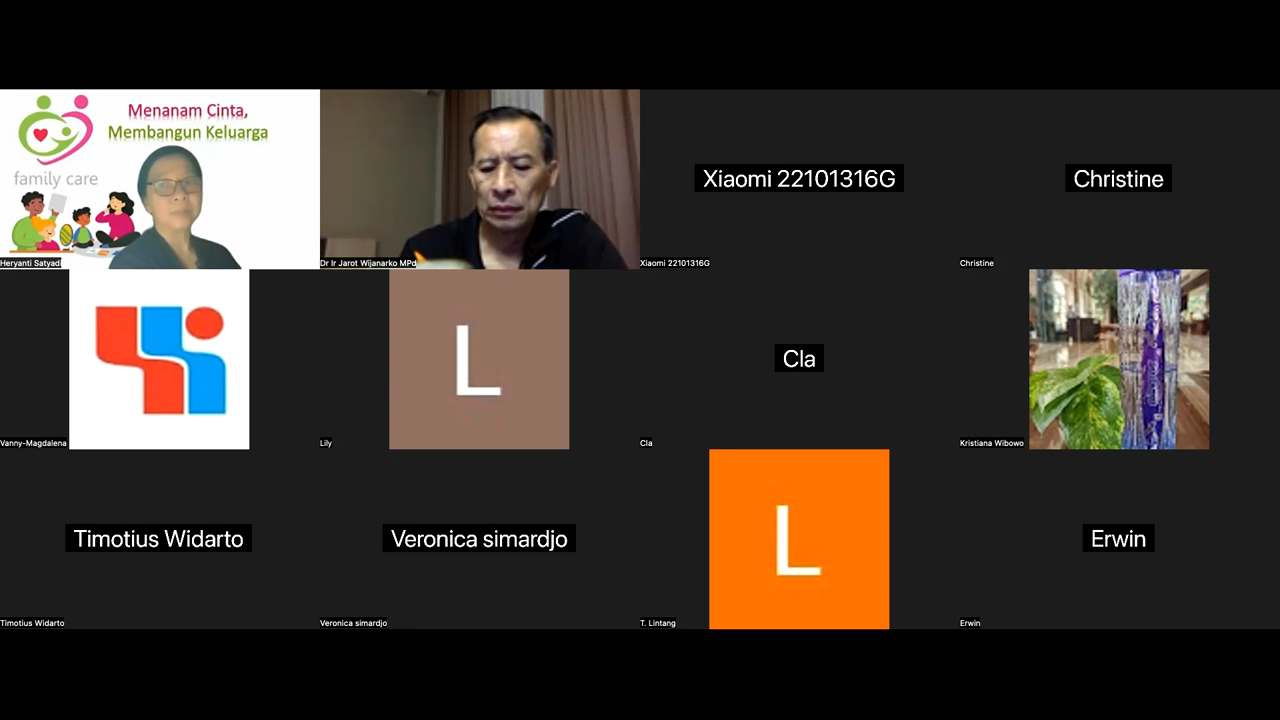 Menanam Cinta,
Membangun Keluarga
family care
Heryanti Satyadi
Dr Ir Jarot Wijanarko MPd
Xiaomi 22101316G
Xiaomi 22101316G
Christine
Christine
Vanny-Magdalena
L
Lily
Cla
Cla
Kristiana Wibowo
Timotius Widarto
Timotius Widarto
Veronica simardjo
Veronica simardjo
L
T. Lintang
Erwin
Erwin